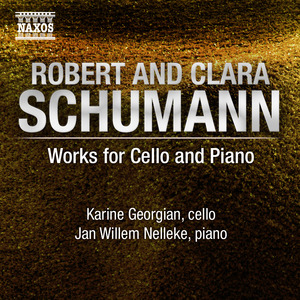 NAXOS
ROBERT AND CLARA
SCHUMANN
Works for Cello and Piano
Karine Georgian, cello
Jan Willem Nelleke, piano